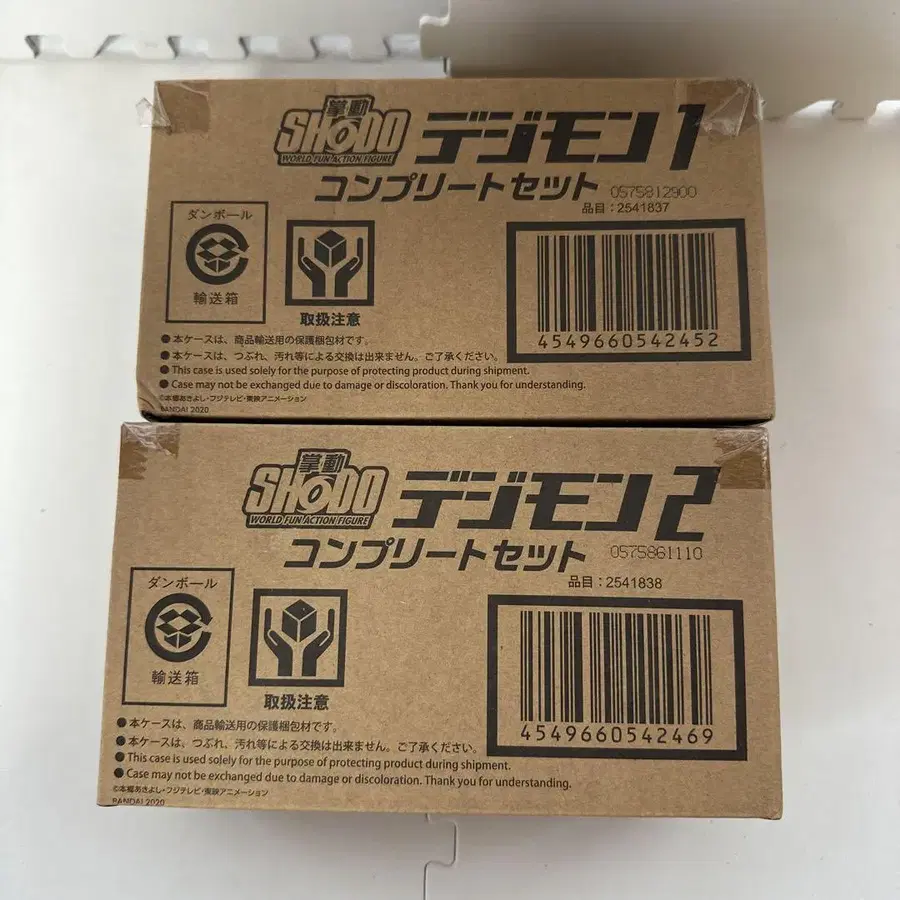 掌動
SHODO
WORLD FUN ACTION FIGURE
デジモン1
コンプリートセット
0575812900
品目：2541837
ダンボール
輸送箱
取扱注意
4549660542452
●本ケースは、商品輸送用の保護梱包材です。
●本ケースは、つぶれ、汚れ等による交換は出来ません。ご了承ください。
●This case is used solely for the purpose of protecting product during shipment.
●Case may not be exchanged due to damage or discoloration. Thank you for understanding.
©本郷あきよし・フジテレビ・東映アニメーション
BANDAI 2020
掌動
SHODO
WORLD FUN ACTION FIGURE
デジモン2
コンプリートセット
0575861110
品目：2541838
ダンボール
輸送箱
取扱注意
4549660542469
●本ケースは、商品輸送用の保護梱包材です。
●本ケースは、つぶれ、汚れ等による交換は出来ません。ご了承ください。
●This case is used solely for the purpose of protecting product during shipment.
●Case may not be exchanged due to damage or discoloration. Thank you for understanding.
©本郷あきよし・フジテレビ・東映アニメーション
BANDAI 2020